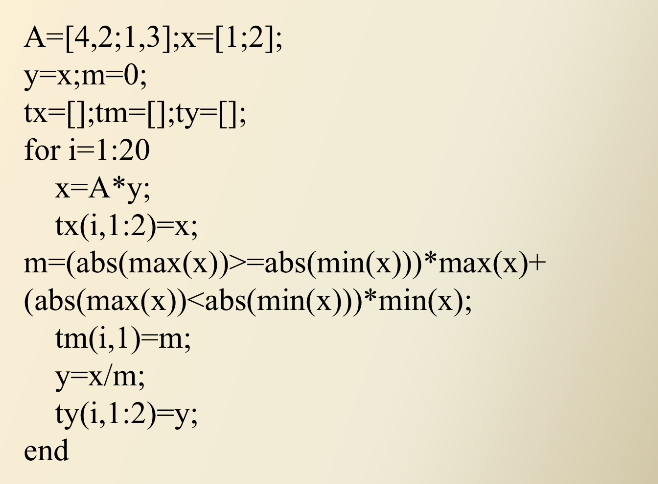 A=[4,2;1,3];x=[1;2];
y=x;m=0;
tx=[];tm=[];ty=[];
for i=1:20
x=A*y;
tx(i,1:2)=x;
m=(abs(max(x))>=abs(min(x)))*max(x)+
(abs(max(x))<abs(min(x)))*min(x);
tm(i,1)=m;
y=x/m;
ty(i,1:2)=y;
end